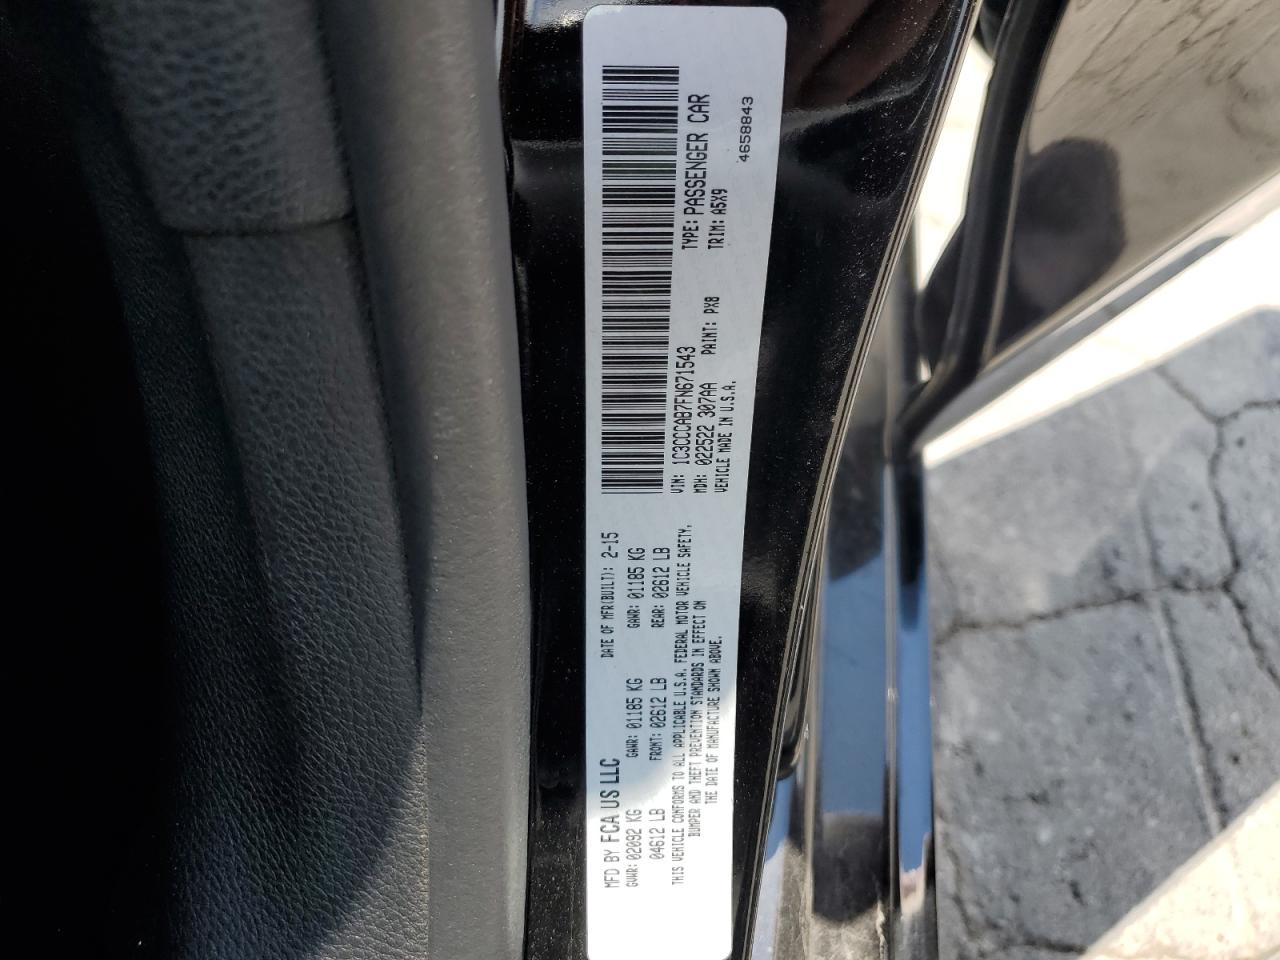 MFD BY FCA US LLC DATE OF MFR(BUILT): 2-15
GVWR: 02092 KG GAWR: 01185 KG GAWR: 01185 KG
04612 LB FRONT: 02612 LB REAR: 02612 LB
THIS VEHICLE CONFORMS TO ALL APPLICABLE U.S.A. FEDERAL MOTOR VEHICLE SAFETY,
BUMPER AND THEFT PREVENTION STANDARDS IN EFFECT ON
THE DATE OF MANUFACTURE SHOWN ABOVE.
VIN: 1C3CCCAB7FN671543 TYPE: PASSENGER CAR
MDH: 022522 307AA PAINT: PX8 TRIM: A5X9
VEHICLE MADE IN U.S.A.
4658843